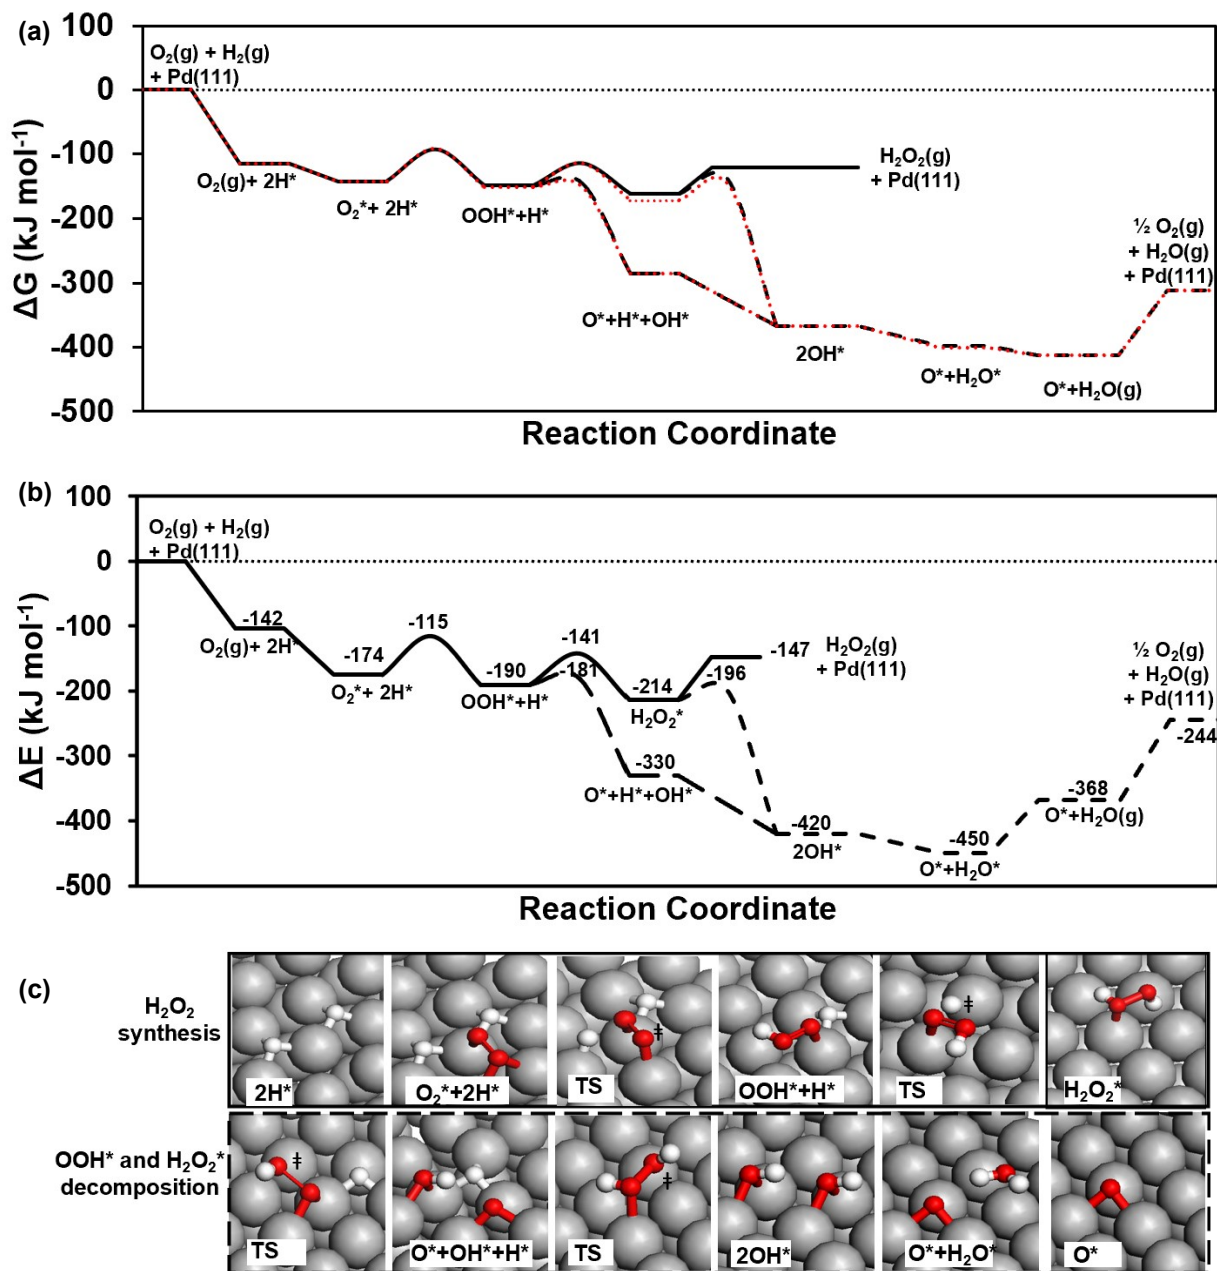 (a)
100
0
-100
-200
-300
-400
-500
ΔG (kJ mol⁻¹)
O₂(g) + H₂(g)
+ Pd(111)
O₂(g)+ 2H*
O₂*+ 2H*
OOH*+H*
H₂O₂(g)
+ Pd(111)
O*+H*+OH*
2OH*
O*+H₂O*
O*+H₂O(g)
½ O₂(g)
+ H₂O(g)
+ Pd(111)
Reaction Coordinate
(b)
100
0
-100
-200
-300
-400
-500
ΔE (kJ mol⁻¹)
O₂(g) + H₂(g)
+ Pd(111)
-142
O₂(g)+ 2H*
-174
O₂*+ 2H*
-115
-190
OOH*+H*
-141
-181
-214
H₂O₂*
-196
-147
H₂O₂(g)
+ Pd(111)
-330
O*+H*+OH*
-420
2OH*
-450
O*+H₂O*
-368
O*+H₂O(g)
½ O₂(g)
+ H₂O(g)
+ Pd(111)
-244
Reaction Coordinate
(c)
H₂O₂
synthesis
2H*
O₂*+2H*
‡
TS
OOH*+H*
‡
TS
H₂O₂*
OOH* and H₂O₂*
decomposition
‡
TS
O*+OH*+H*
‡
TS
2OH*
O*+H₂O*
O*